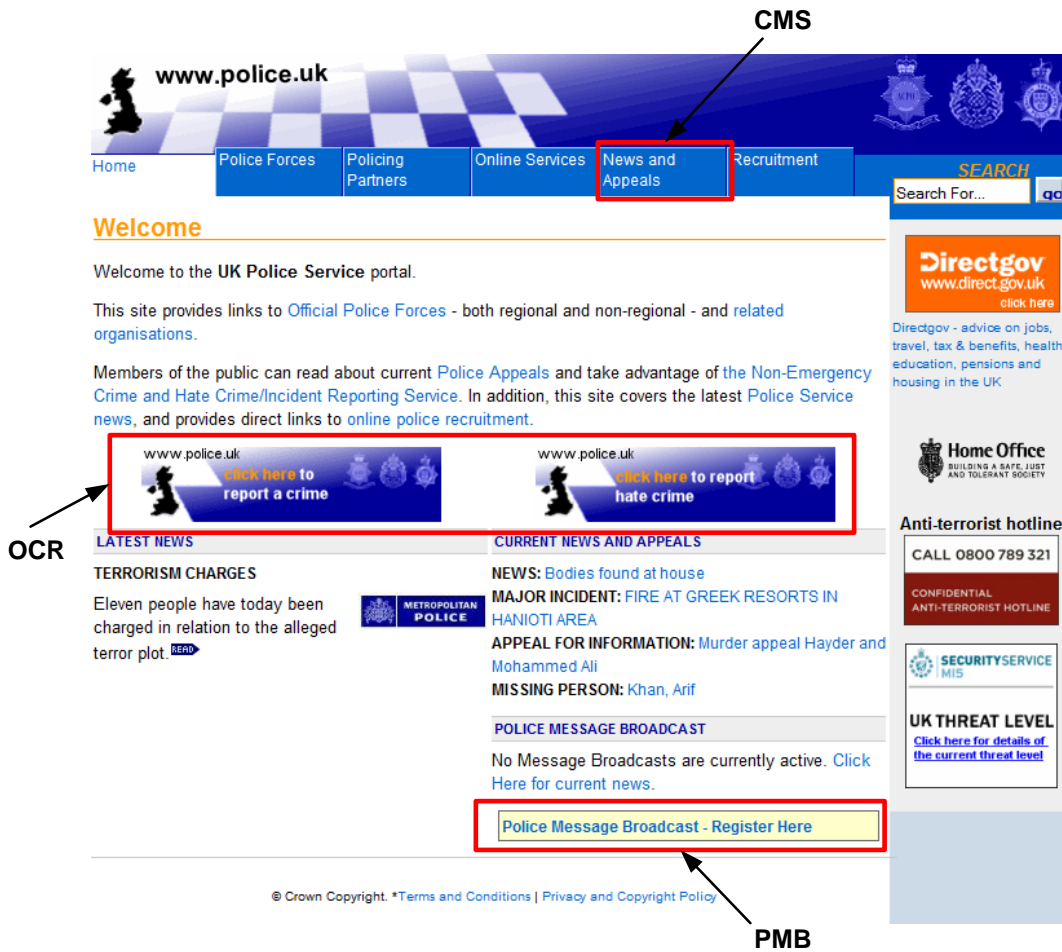 CMS
www.police.uk
ACPO
Home
Police Forces
Policing
Partners
Online Services
News and
Appeals
Recruitment
SEARCH
Search For...
go
Welcome
Welcome to the UK Police Service portal.
This site provides links to Official Police Forces - both regional and non-regional - and related
organisations.
Members of the public can read about current Police Appeals and take advantage of the Non-Emergency
Crime and Hate Crime/Incident Reporting Service. In addition, this site covers the latest Police Service
news, and provides direct links to online police recruitment.
www.police.uk
click here to
report a crime
www.police.uk
click here to report
hate crime
OCR
LATEST NEWS
TERRORISM CHARGES
Eleven people have today been
charged in relation to the alleged
terror plot. READ
METROPOLITAN
POLICE
CURRENT NEWS AND APPEALS
NEWS: Bodies found at house
MAJOR INCIDENT: FIRE AT GREEK RESORTS IN
HANIOTI AREA
APPEAL FOR INFORMATION: Murder appeal Hayder and
Mohammed Ali
MISSING PERSON: Khan, Arif
POLICE MESSAGE BROADCAST
No Message Broadcasts are currently active. Click
Here for current news.
Police Message Broadcast - Register Here
Directgov
www.direct.gov.uk
click here
Directgov - advice on jobs,
travel, tax & benefits, health
education, pensions and
housing in the UK
Home Office
BUILDING A SAFE, JUST
AND TOLERANT SOCIETY
Anti-terrorist hotline
CALL 0800 789 321
CONFIDENTIAL
ANTI-TERRORIST HOTLINE
SECURITYSERVICE
MI5
UK THREAT LEVEL
Click here for details of
the current threat level
© Crown Copyright. *Terms and Conditions | Privacy and Copyright Policy
PMB